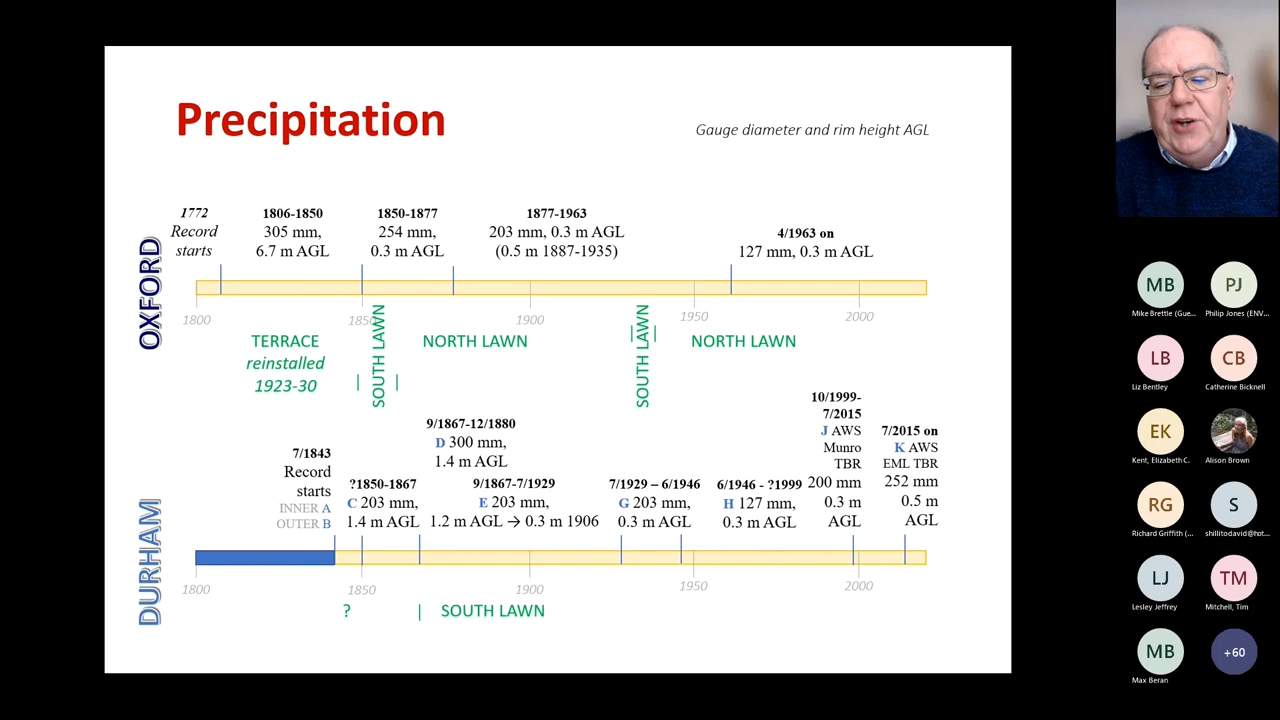 Precipitation
Gauge diameter and rim height AGL
OXFORD
1772
Record
starts
1806-1850
305 mm,
6.7 m AGL
1850-1877
254 mm,
0.3 m AGL
1877-1963
203 mm, 0.3 m AGL
(0.5 m 1887-1935)
4/1963 on
127 mm, 0.3 m AGL
1800
1850
1900
1950
2000
TERRACE
reinstalled
1923-30
SOUTH LAWN
NORTH LAWN
SOUTH LAWN
NORTH LAWN
DURHAM
7/1843
Record
starts
INNER A
OUTER B
?1850-1867
C 203 mm,
1.4 m AGL
9/1867-12/1880
D 300 mm,
1.4 m AGL
9/1867-7/1929
E 203 mm,
1.2 m AGL → 0.3 m 1906
7/1929 – 6/1946
G 203 mm,
0.3 m AGL
6/1946 - ?1999
H 127 mm,
0.3 m AGL
10/1999-
7/2015
J AWS
Munro
TBR
200 mm
0.3 m
AGL
7/2015 on
K AWS
EML TBR
252 mm
0.5 m
AGL
1800
1850
1900
1950
2000
?
SOUTH LAWN
MB
Mike Brettle (Gue...
PJ
Philip Jones (ENV...
LB
Liz Bentley
CB
Catherine Bicknell
EK
Kent, Elizabeth C.
Alison Brown
RG
Richard Griffith (...
S
shillitodavid@hot...
LJ
Lesley Jeffrey
TM
Mitchell, Tim
MB
Max Beran
+60